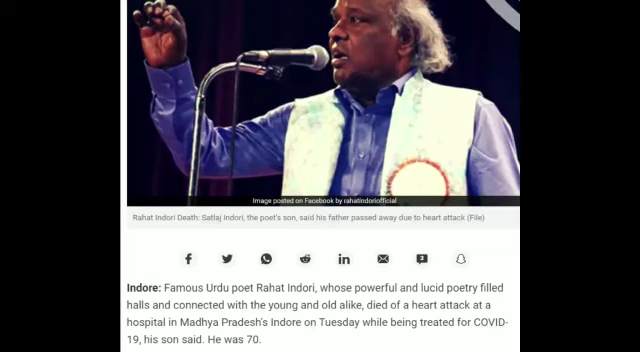 Image posted on Facebook by rahatindoriofficial
Rahat Indori Death: Satlaj Indori, the poet's son, said his father passed away due to heart attack (File)
3
Indore: Famous Urdu poet Rahat Indori, whose powerful and lucid poetry filled
halls and connected with the young and old alike, died of a heart attack at a
hospital in Madhya Pradesh's Indore on Tuesday while being treated for COVID-
19, his son said. He was 70.